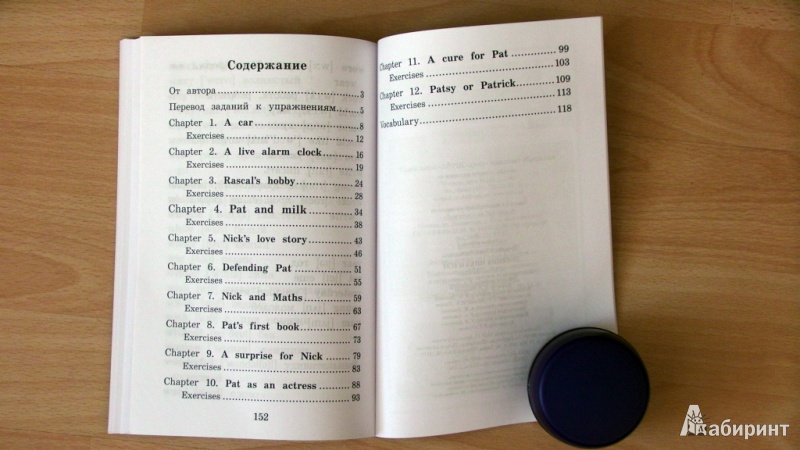 Содержание
От автора 3
Перевод заданий к упражнениям 5
Chapter 1. A car 8
Exercises 12
Chapter 2. A live alarm clock 16
Exercises 19
Chapter 3. Rascal's hobby 24
Exercises 28
Chapter 4. Pat and milk 34
Exercises 38
Chapter 5. Nick's love story 43
Exercises 46
Chapter 6. Defending Pat 51
Exercises 55
Chapter 7. Nick and Maths 59
Exercises 63
Chapter 8. Pat's first book 67
Exercises 73
Chapter 9. A surprise for Nick 79
Exercises 83
Chapter 10. Pat as an actress 88
Exercises 93
152
Chapter 11. A cure for Pat 99
Exercises 103
Chapter 12. Patsy or Patrick 109
Exercises 113
Vocabulary 118
Лабиринт